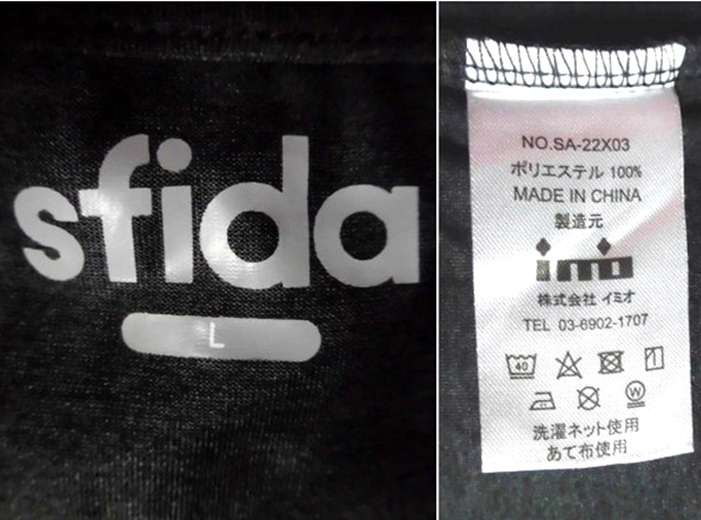 sfida
L
NO.SA-22X03
ポリエステル 100%
MADE IN CHINA
製造元
imio
株式会社 イミオ
TEL 03-6902-1707
40
W
洗濯ネット使用
あて布使用